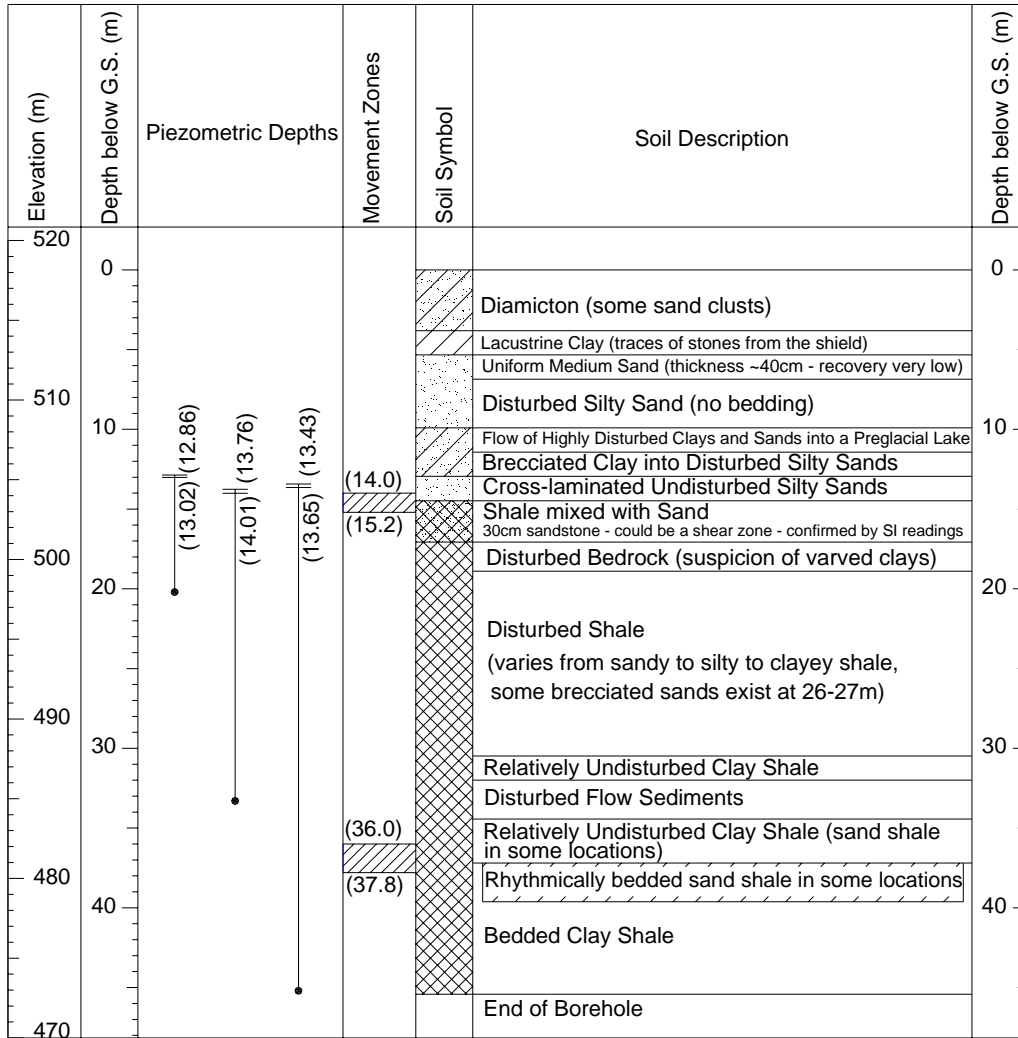 Elevation (m)
Depth below G.S. (m)
Piezometric Depths
Movement Zones
Soil Symbol
Soil Description
Depth below G.S. (m)
520
510
500
490
480
470
0
10
20
30
40
(12.86)
(13.02)
(13.76)
(14.01)
(13.43)
(13.65)
(14.0)
(15.2)
(36.0)
(37.8)
Diamicton (some sand clusts)
Lacustrine Clay (traces of stones from the shield)
Uniform Medium Sand (thickness ~40cm - recovery very low)
Disturbed Silty Sand (no bedding)
Flow of Highly Disturbed Clays and Sands into a Preglacial Lake
Brecciated Clay into Disturbed Silty Sands
Cross-laminated Undisturbed Silty Sands
Shale mixed with Sand
30cm sandstone - could be a shear zone - confirmed by SI readings
Disturbed Bedrock (suspicion of varved clays)
Disturbed Shale
(varies from sandy to silty to clayey shale,
some brecciated sands exist at 26-27m)
Relatively Undisturbed Clay Shale
Disturbed Flow Sediments
Relatively Undisturbed Clay Shale (sand shale
in some locations)
Rhythmically bedded sand shale in some locations
Bedded Clay Shale
End of Borehole
0
10
20
30
40